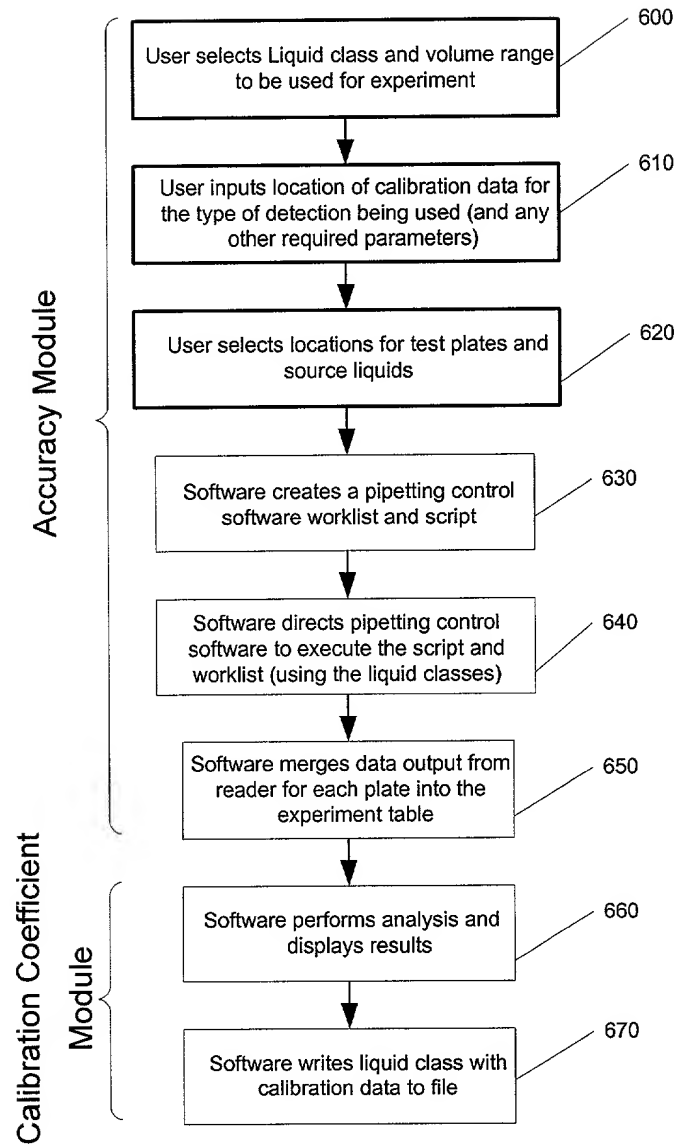 User selects Liquid class and volume range
to be used for experiment
600
User inputs location of calibration data for
the type of detection being used (and any
other required parameters)
610
User selects locations for test plates and
source liquids
620
Software creates a pipetting control
software worklist and script
630
Software directs pipetting control
software to execute the script and
worklist (using the liquid classes)
640
Software merges data output from
reader for each plate into the
experiment table
650
Accuracy Module
Software performs analysis and
displays results
660
Software writes liquid class with
calibration data to file
670
Calibration Coefficient
Module